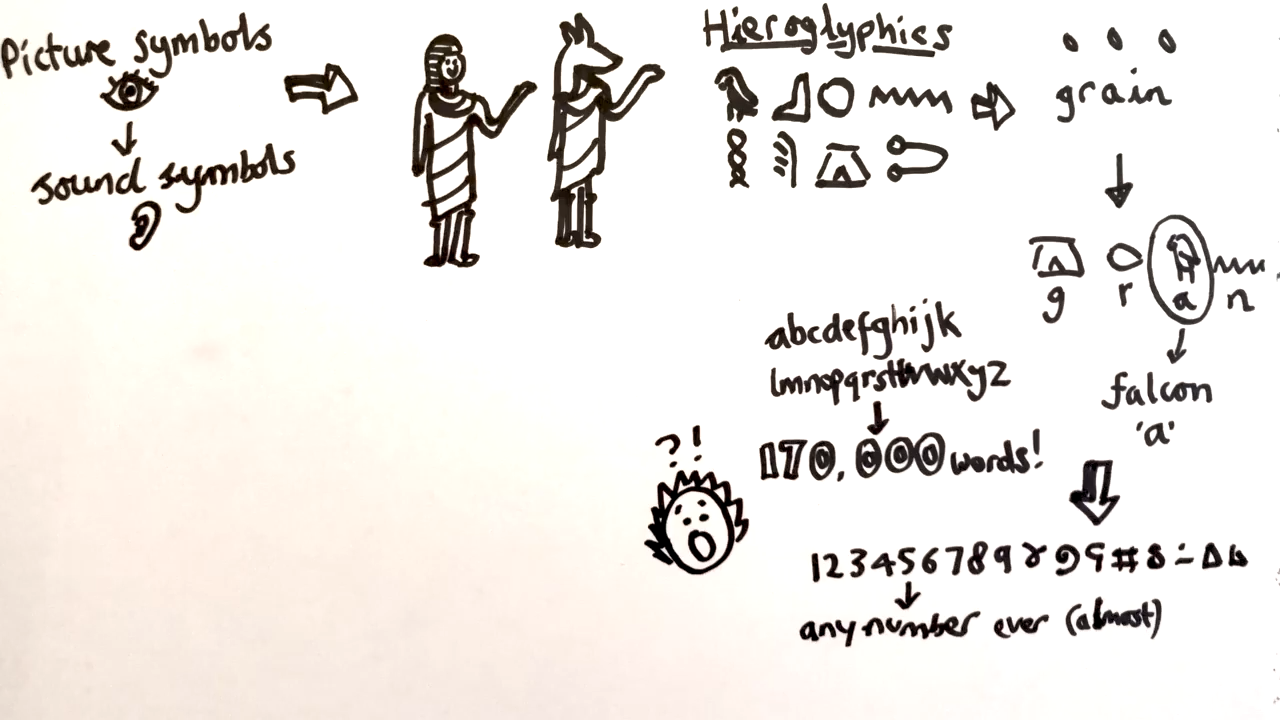 Picture symbols
sound symbols
Hieroglyphics
grain
g r a n
falcon
'a'
abcdefghijk
lmnopqrstuvwxyz
170,000 words!
?!
123456789
any number ever (almost)